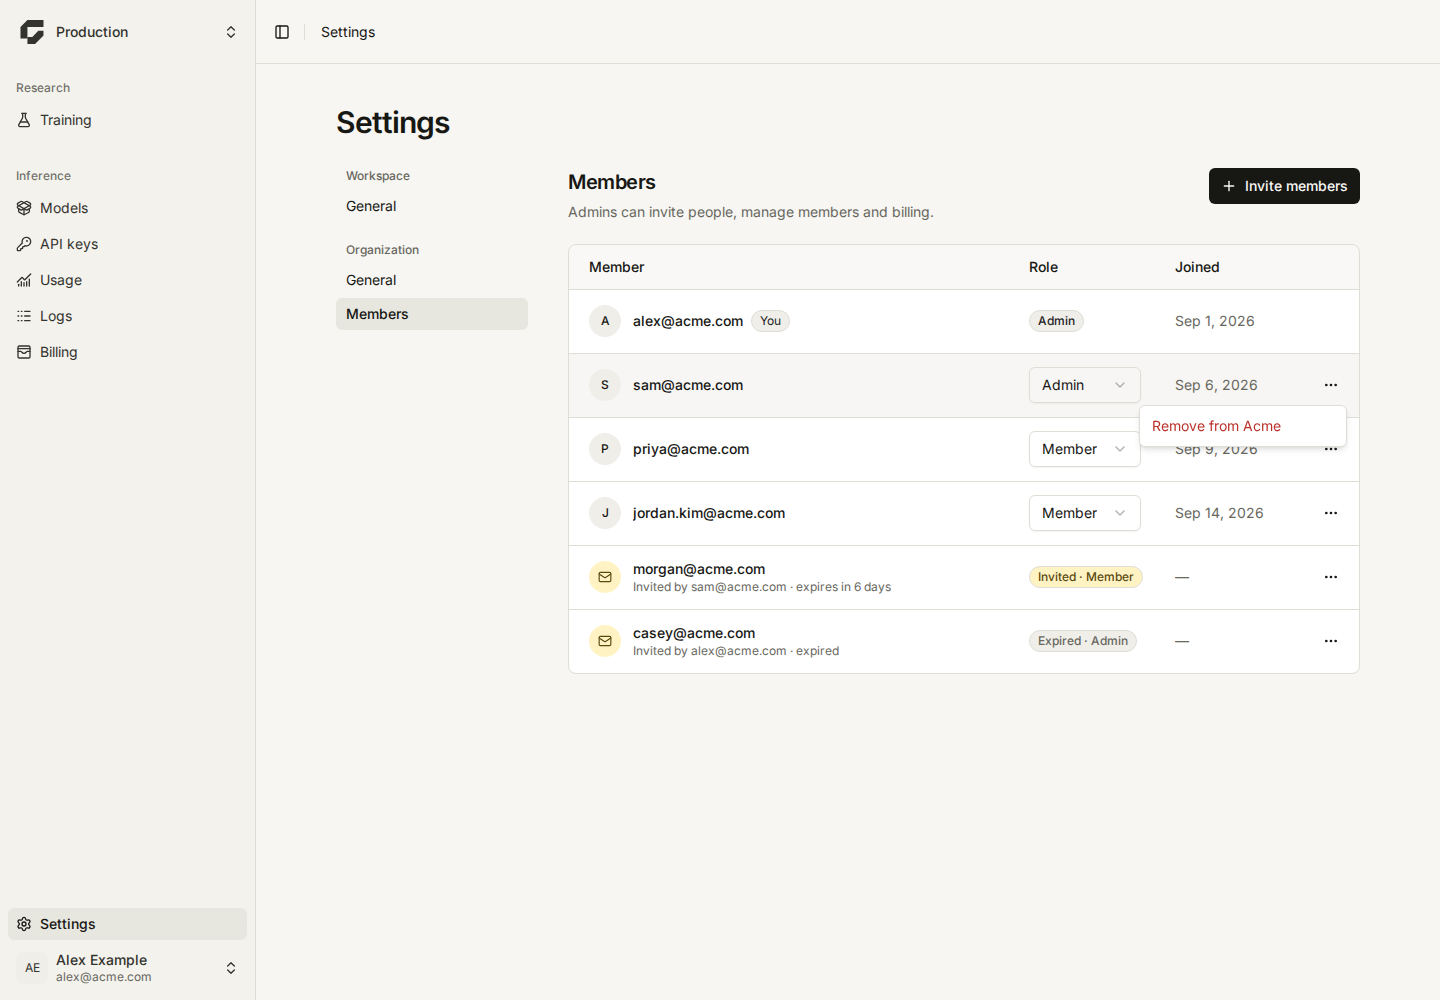 Production
Research
Training
Inference
Models
API keys
Usage
Logs
Billing
Settings
AE
Alex Example
alex@acme.com
Settings
Settings
Workspace
General
Organization
General
Members
Members
Admins can invite people, manage members and billing.
Invite members
Member Role Joined
A alex@acme.com You Admin Sep 1, 2026
S sam@acme.com Admin Sep 6, 2026
Remove from Acme
P priya@acme.com Member Sep 9, 2026
J jordan.kim@acme.com Member Sep 14, 2026
morgan@acme.com
Invited by sam@acme.com · expires in 6 days
Invited · Member —
casey@acme.com
Invited by alex@acme.com · expired
Expired · Admin —